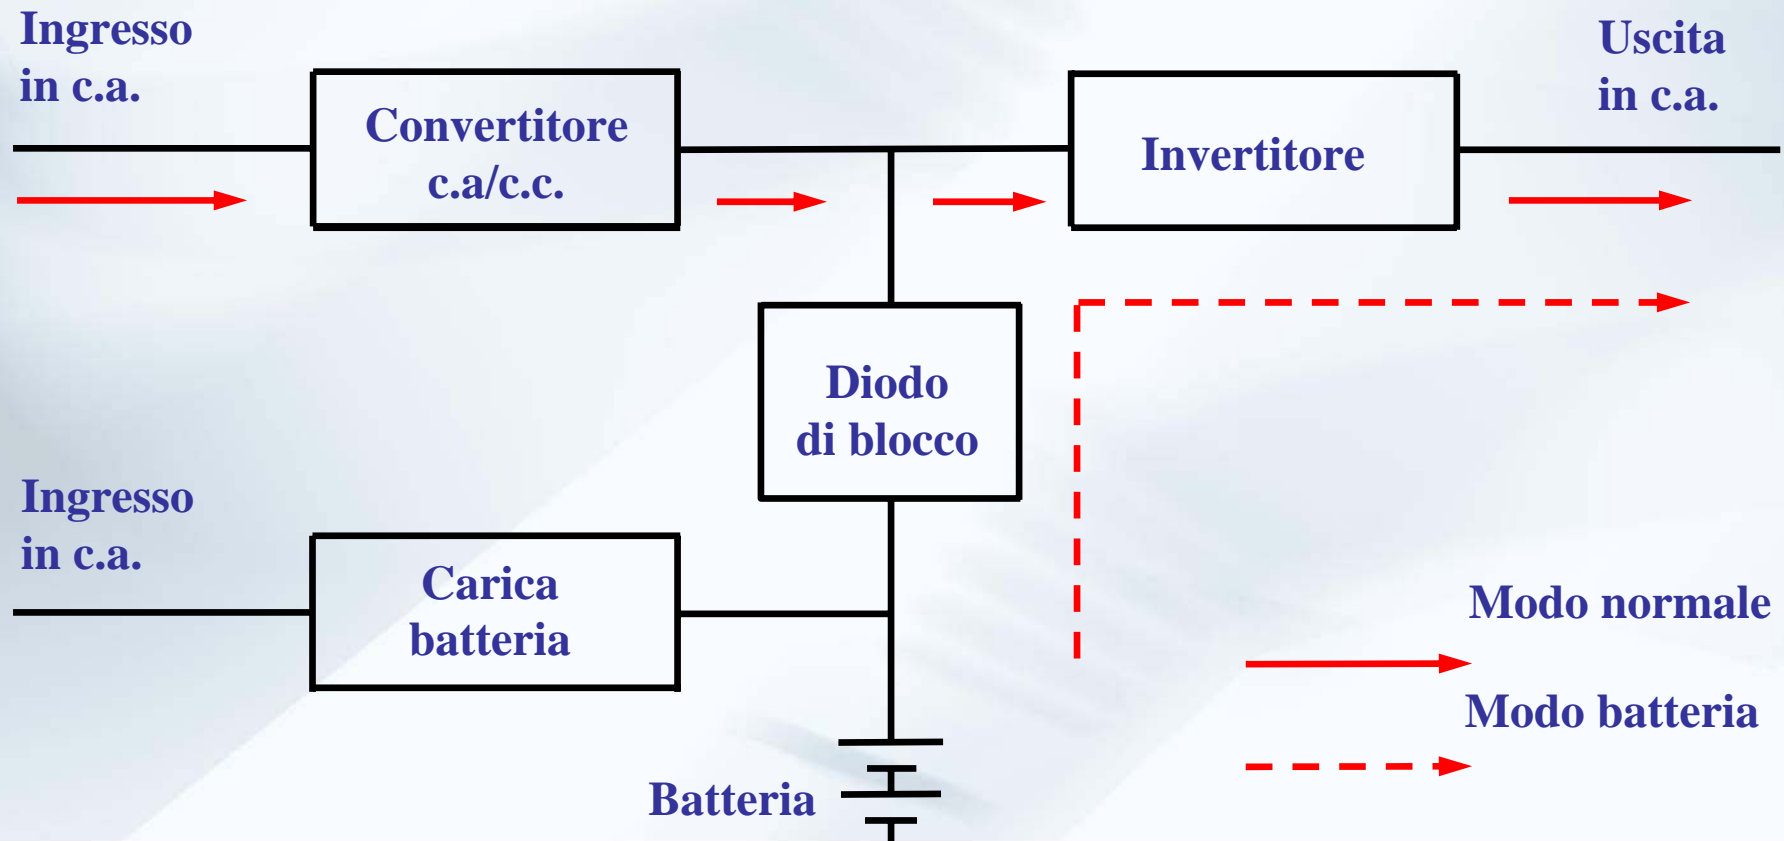 Ingresso
in c.a.
Convertitore
c.a/c.c.
Invertitore
Uscita
in c.a.
Diodo
di blocco
Ingresso
in c.a.
Carica
batteria
Modo normale
Modo batteria
Batteria